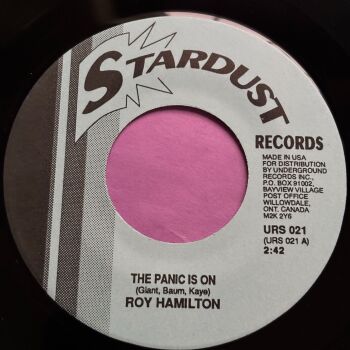 STARDUST
RECORDS
MADE IN USA
FOR DISTRIBUTION
BY UNDERGROUND
RECORDS INC.,
P.O. BOX 91002,
BAYVIEW VILLAGE
POST OFFICE
WILLOWDALE,
ONT. CANADA
M2K 2Y6
URS 021
(URS 021 A)
2:42
THE PANIC IS ON
(Giant, Baum, Kaye)
ROY HAMILTON